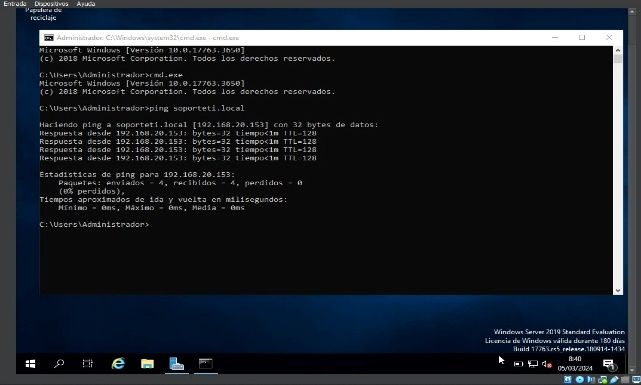 Entrada Dispositivos Ayuda
Papelera de
reciclaje
Administrador: C:\Windows\system32\cmd.exe - cmd.exe
Microsoft Windows [Versión 10.0.17763.3650]
(c) 2018 Microsoft Corporation. Todos los derechos reservados.
C:\Users\Administrador>cmd.exe
Microsoft Windows [Versión 10.0.17763.3650]
(c) 2018 Microsoft Corporation. Todos los derechos reservados.
C:\Users\Administrador>ping soporteti.local
Haciendo ping a soporteti.local [192.168.20.153] con 32 bytes de datos:
Respuesta desde 192.168.20.153: bytes=32 tiempo<1m TTL=128
Respuesta desde 192.168.20.153: bytes=32 tiempo<1m TTL=128
Respuesta desde 192.168.20.153: bytes=32 tiempo<1m TTL=128
Respuesta desde 192.168.20.153: bytes=32 tiempo<1m TTL=128
Estadísticas de ping para 192.168.20.153:
Paquetes: enviados = 4, recibidos = 4, perdidos = 0
(0% perdidos),
Tiempos aproximados de ida y vuelta en milisegundos:
Mínimo = 0ms, Máximo = 0ms, Media = 0ms
C:\Users\Administrador>
Windows Server 2019 Standard Evaluation
Licencia de Windows válida durante 180 días
Build 17763.rs5_release.180914-1434
8:40
05/03/2024